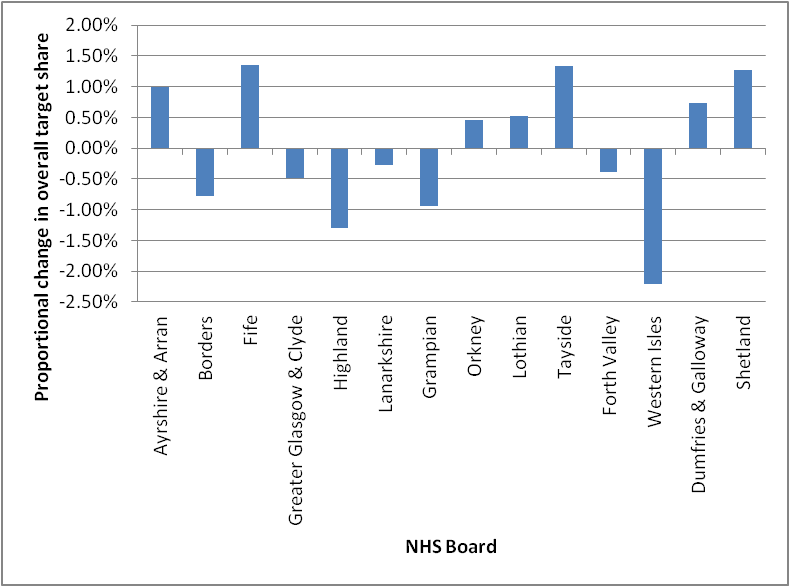 Proportional change in overall target share
2.00%
1.50%
1.00%
0.50%
0.00%
-0.50%
-1.00%
-1.50%
-2.00%
-2.50%
Ayrshire & Arran
Borders
Fife
Greater Glasgow & Clyde
Highland
Lanarkshire
Grampian
Orkney
Lothian
Tayside
Forth Valley
Western Isles
Dumfries & Galloway
Shetland
NHS Board